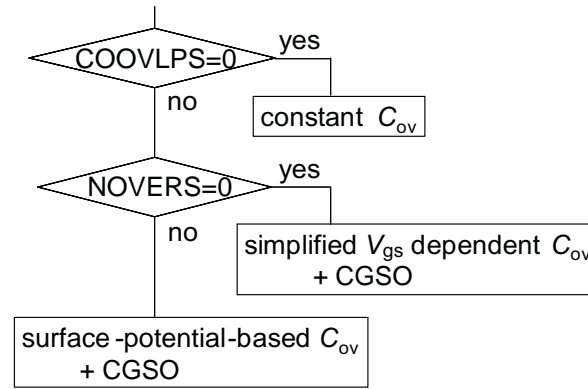 COOVLPS=0
yes
no
constant Cov
NOVERS=0
yes
no
simplified Vgs dependent Cov
+ CGSO
surface-potential-based Cov
+ CGSO